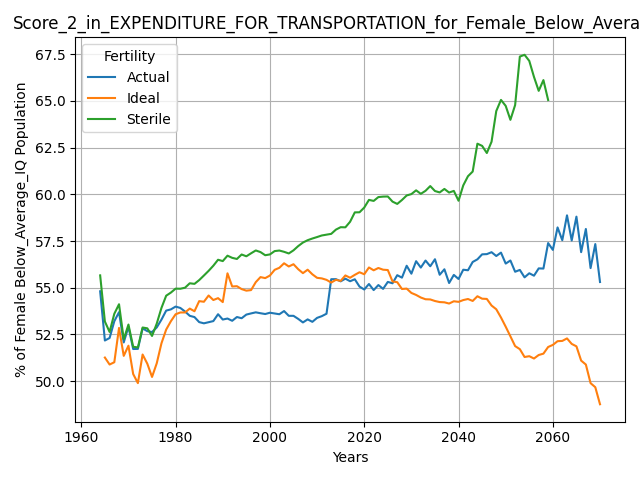 Score_2_in_EXPENDITURE_FOR_TRANSPORTATION_for_Female_Below_Avera
Fertility
Actual
Ideal
Sterile
% of Female Below_Average_IQ Population
67.5
65.0
62.5
60.0
57.5
55.0
52.5
50.0
1960 1980 2000 2020 2040 2060
Years